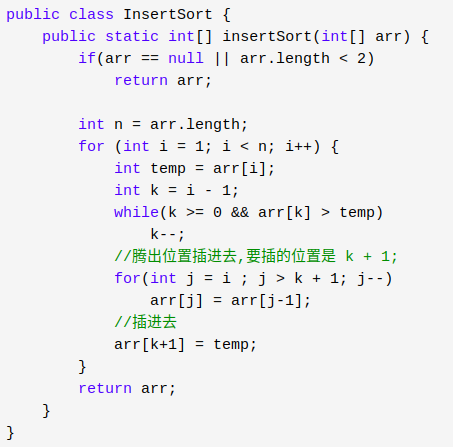 public class InsertSort {
    public static int[] insertSort(int[] arr) {
        if(arr == null || arr.length < 2)
            return arr;

        int n = arr.length;
        for (int i = 1; i < n; i++) {
            int temp = arr[i];
            int k = i - 1;
            while(k >= 0 && arr[k] > temp)
                k--;
            //腾出位置插进去,要插的位置是 k + 1;
            for(int j = i ; j > k + 1; j--)
                arr[j] = arr[j-1];
            //插进去
            arr[k+1] = temp;
        }
        return arr;
    }
}